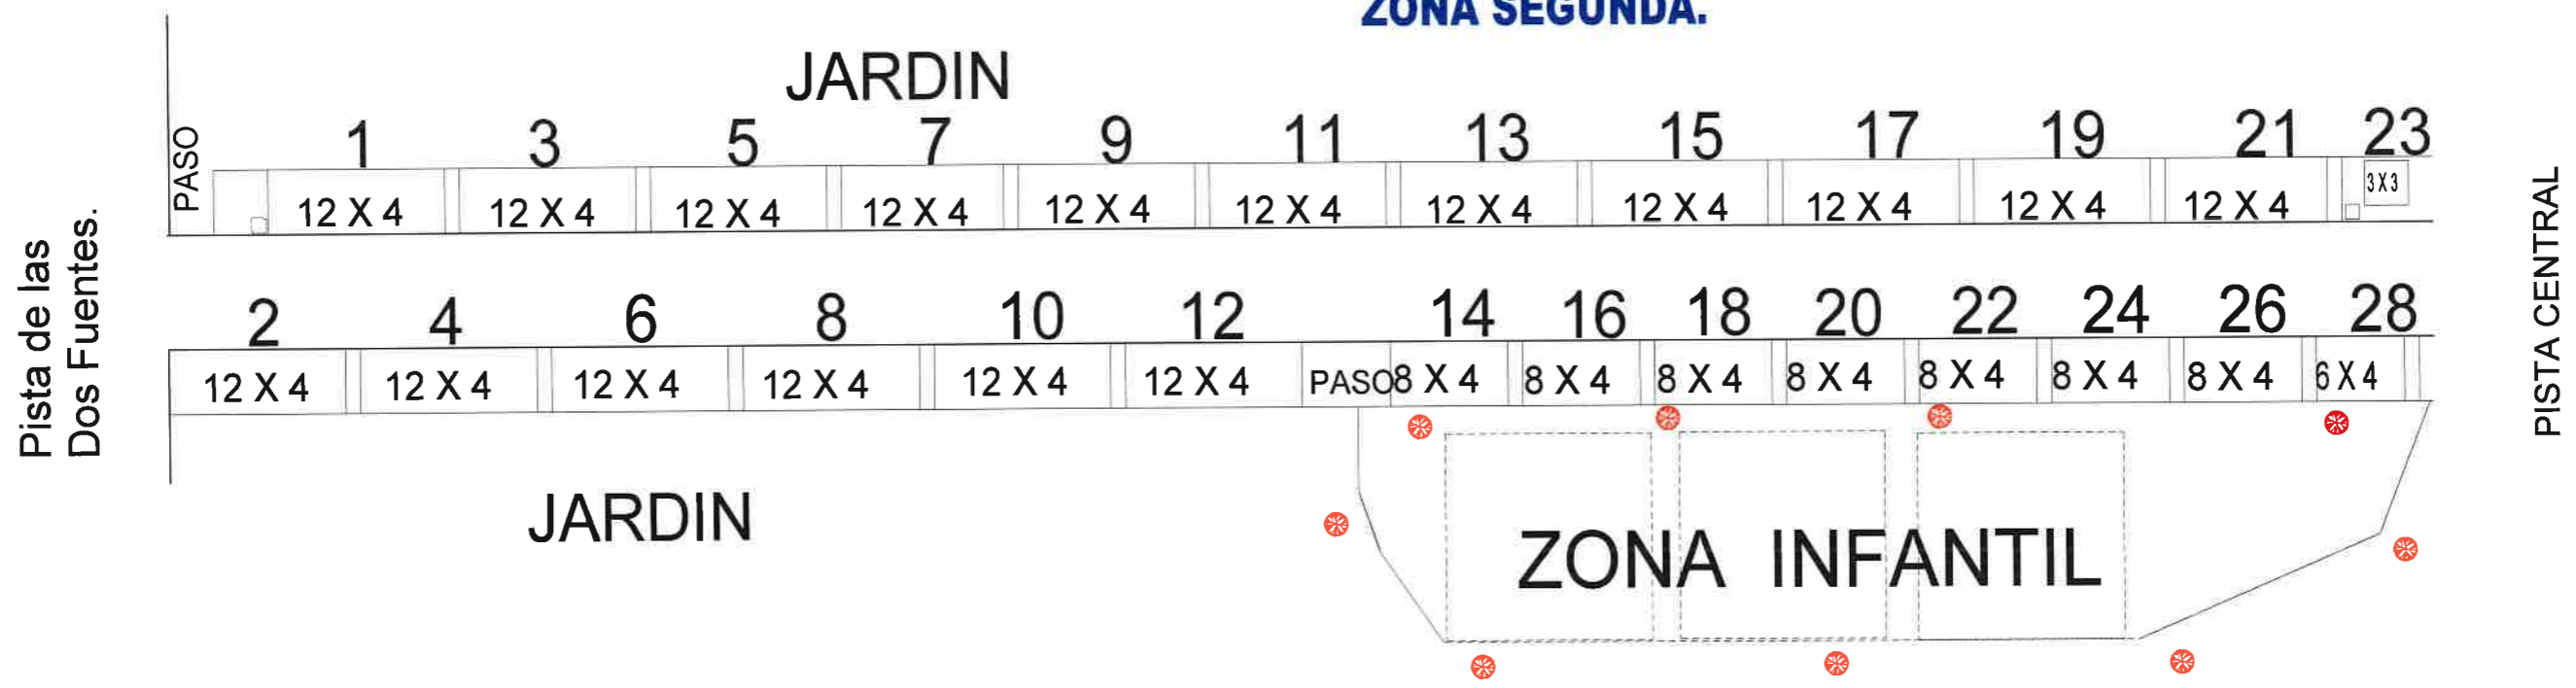 ZONA SEGUNDA.
JARDIN
PASO
1 3 5 7 9 11 13 15 17 19 21 23
12 X 4 12 X 4 12 X 4 12 X 4 12 X 4 12 X 4 12 X 4 12 X 4 12 X 4 12 X 4 12 X 4 3 X 3
Pista de las
Dos Fuentes.
PISTA CENTRAL
2 4 6 8 10 12 14 16 18 20 22 24 26 28
12 X 4 12 X 4 12 X 4 12 X 4 12 X 4 12 X 4 PASO 8 X 4 8 X 4 8 X 4 8 X 4 8 X 4 8 X 4 8 X 4 6 X 4
JARDIN
ZONA INFANTIL